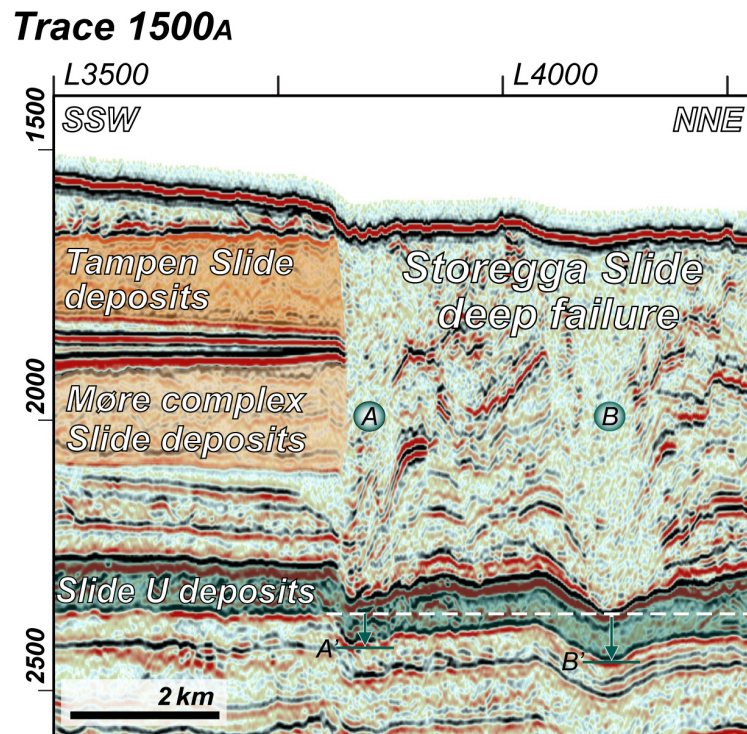 Trace 1500A
L3500
L4000
1500
SSW
NNE
Tampen Slide
deposits
Storegga Slide
deep failure
2000
Møre complex
Slide deposits
A
B
Slide U deposits
A'
B'
2500
2 km